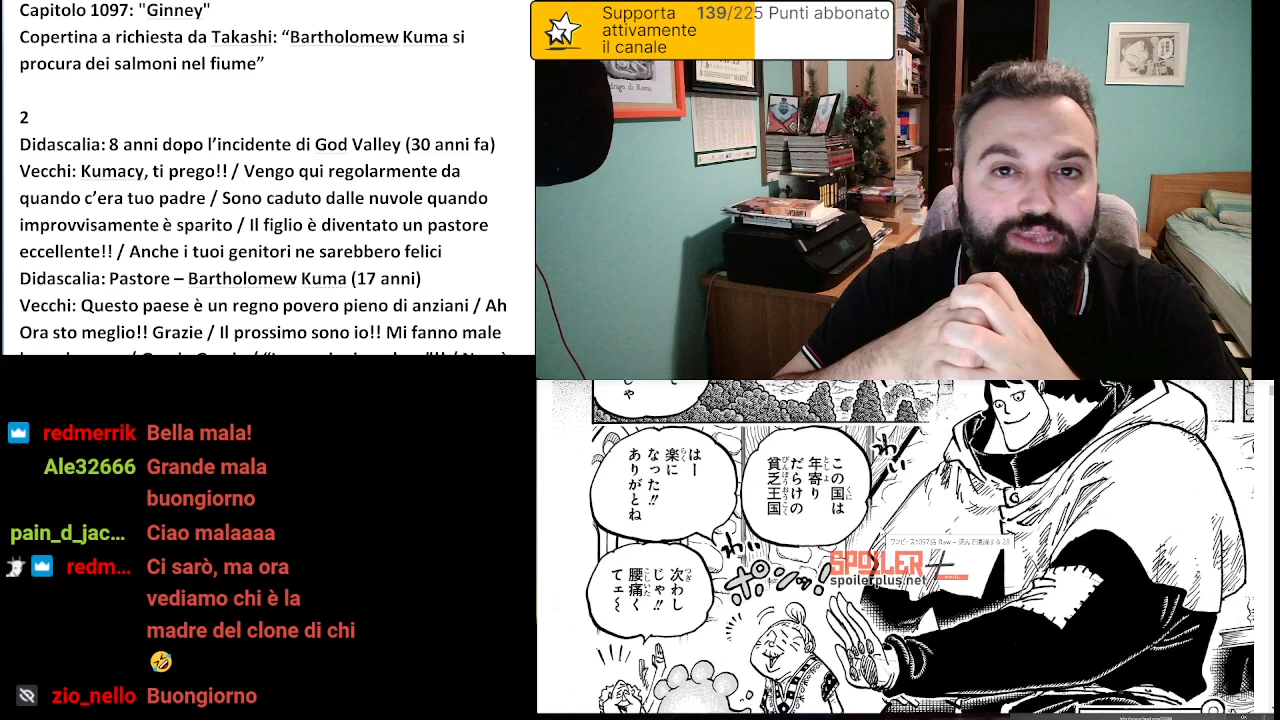 Capitolo 1097: "Ginney"
Copertina a richiesta da Takashi: “Bartholomew Kuma si
procura dei salmoni nel fiume”
2
Didascalia: 8 anni dopo l’incidente di God Valley (30 anni fa)
Vecchi: Kumacy, ti prego!! / Vengo qui regolarmente da
quando c’era tuo padre / Sono caduto dalle nuvole quando
improvvisamente è sparito / Il figlio è diventato un pastore
eccellente!! / Anche i tuoi genitori ne sarebbero felici
Didascalia: Pastore – Bartholomew Kuma (17 anni)
Vecchi: Questo paese è un regno povero pieno di anziani / Ah
Ora sto meglio!! Grazie / Il prossimo sono io!! Mi fanno male
Supporta 139/225 Punti abbonato
attivamente
il canale
redmerrik Bella mala!
Ale32666 Grande mala
buongiorno
pain_d_jac... Ciao malaaaa
redm... Ci sarò, ma ora
vediamo chi è la
madre del clone di chi
🤣
zio_nello Buongiorno
この国は
年寄り
だらけの
貧乏王国
はー
楽に
なった!!
ありがとね
次わし
じゃ!!
腰痛く
てェ〜
わい
わい
ポンッ!
SPOILER+
spoilerplus.net